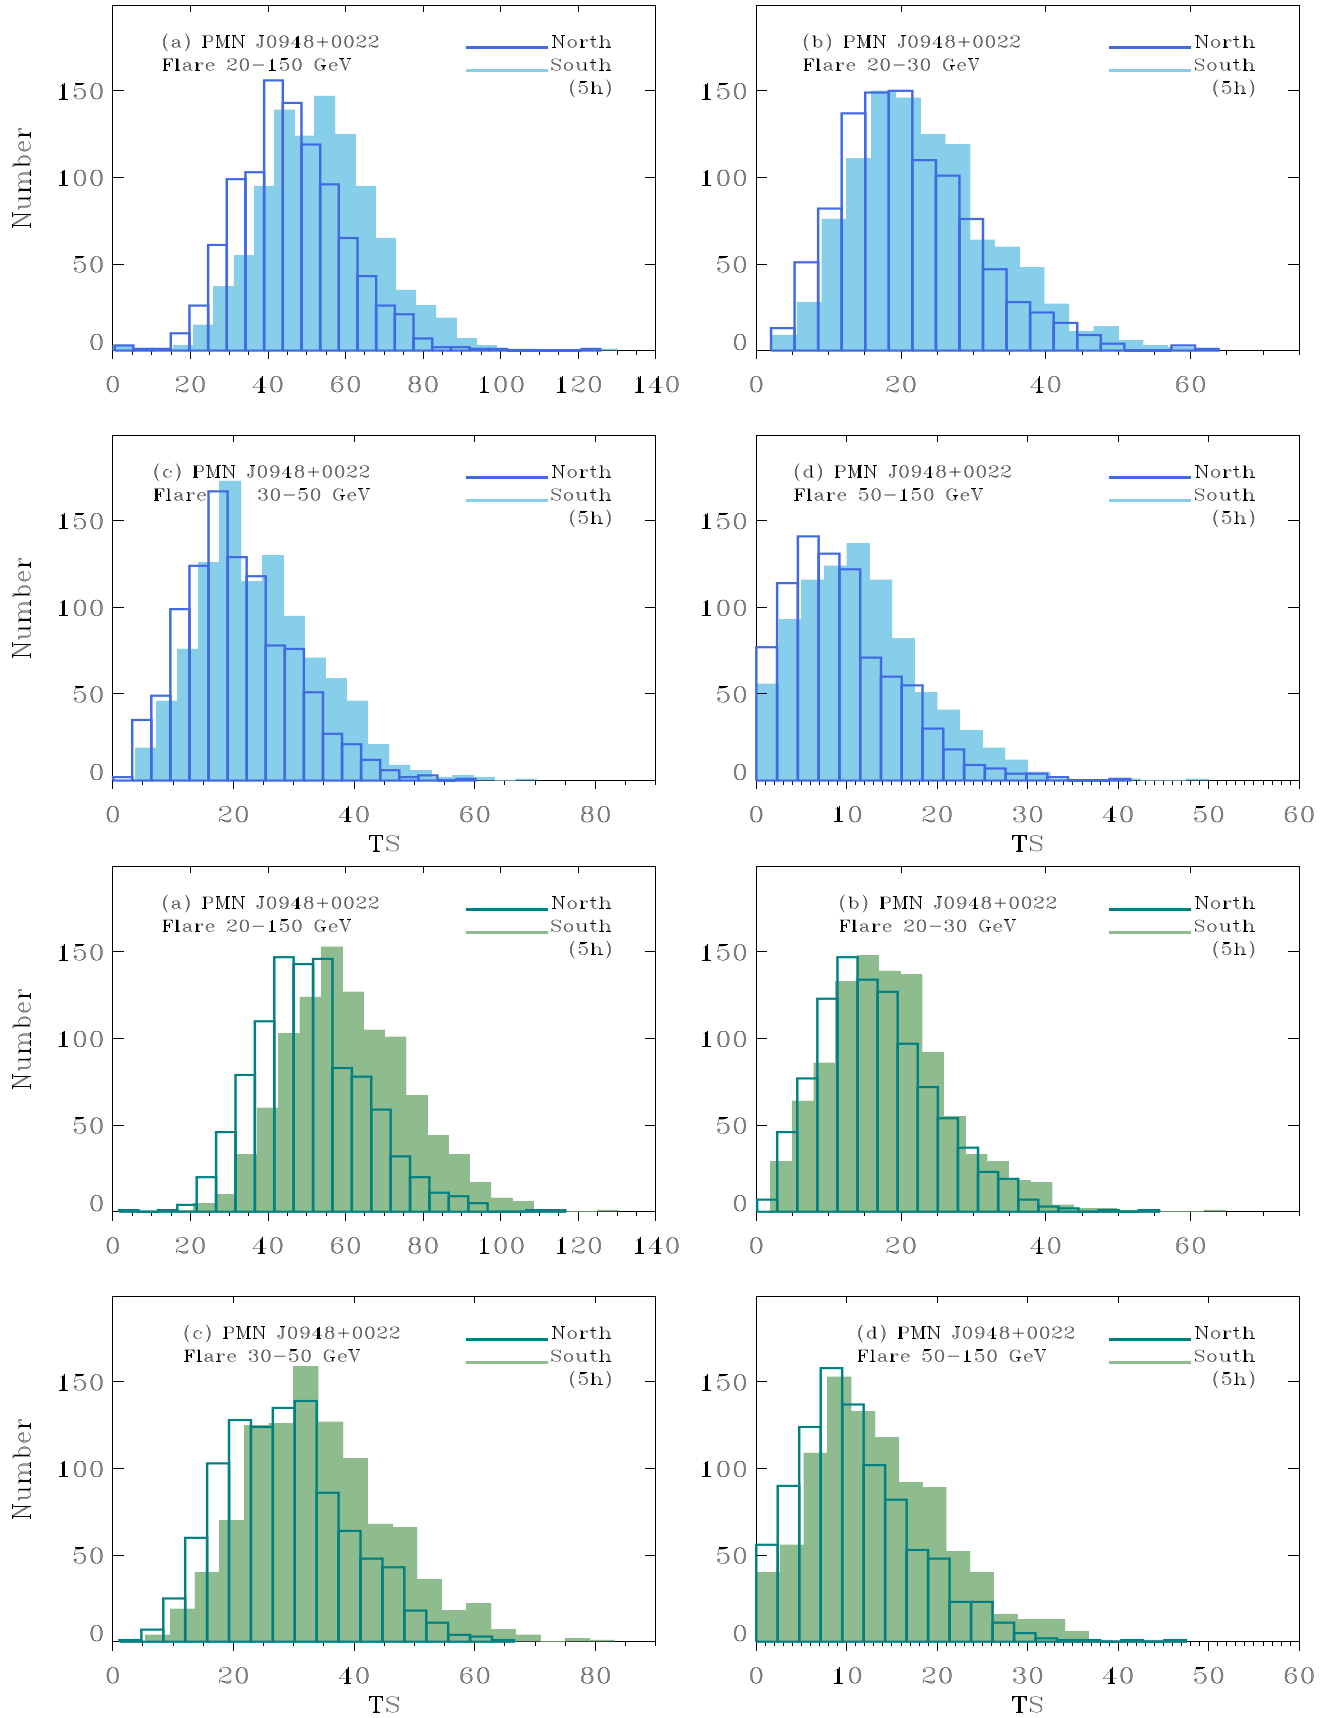 (a) PMN J0948+0022
Flare 20-150 GeV
North
South
(5h)
Number
150
100
50
0
0 20 40 60 80 100 120 140
(b) PMN J0948+0022
Flare 20-30 GeV
North
South
(5h)
150
100
50
0
20 40 60
(c) PMN J0948+0022
Flare 30-50 GeV
North
South
(5h)
Number
150
100
50
0
0 20 40 60 80
TS
(d) PMN J0948+0022
Flare 50-150 GeV
North
South
(5h)
150
100
50
0
0 10 20 30 40 50 60
TS
(a) PMN J0948+0022
Flare 20-150 GeV
North
South
(5h)
Number
150
100
50
0
0 20 40 60 80 100 120 140
(b) PMN J0948+0022
Flare 20-30 GeV
North
South
(5h)
150
100
50
0
0 20 40 60
(c) PMN J0948+0022
Flare 30-50 GeV
North
South
(5h)
Number
150
100
50
0
0 20 40 60 80
TS
(d) PMN J0948+0022
Flare 50-150 GeV
North
South
(5h)
150
100
50
0
0 10 20 30 40 50 60
TS